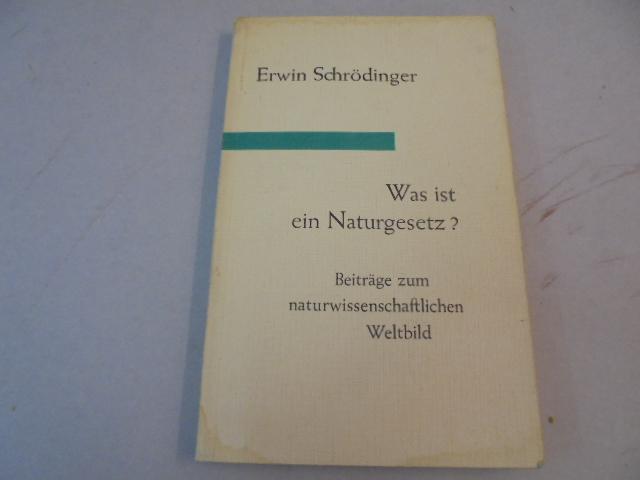 Erwin Schrödinger
Was ist
ein Naturgesetz?
Beiträge zum
naturwissenschaftlichen
Weltbild